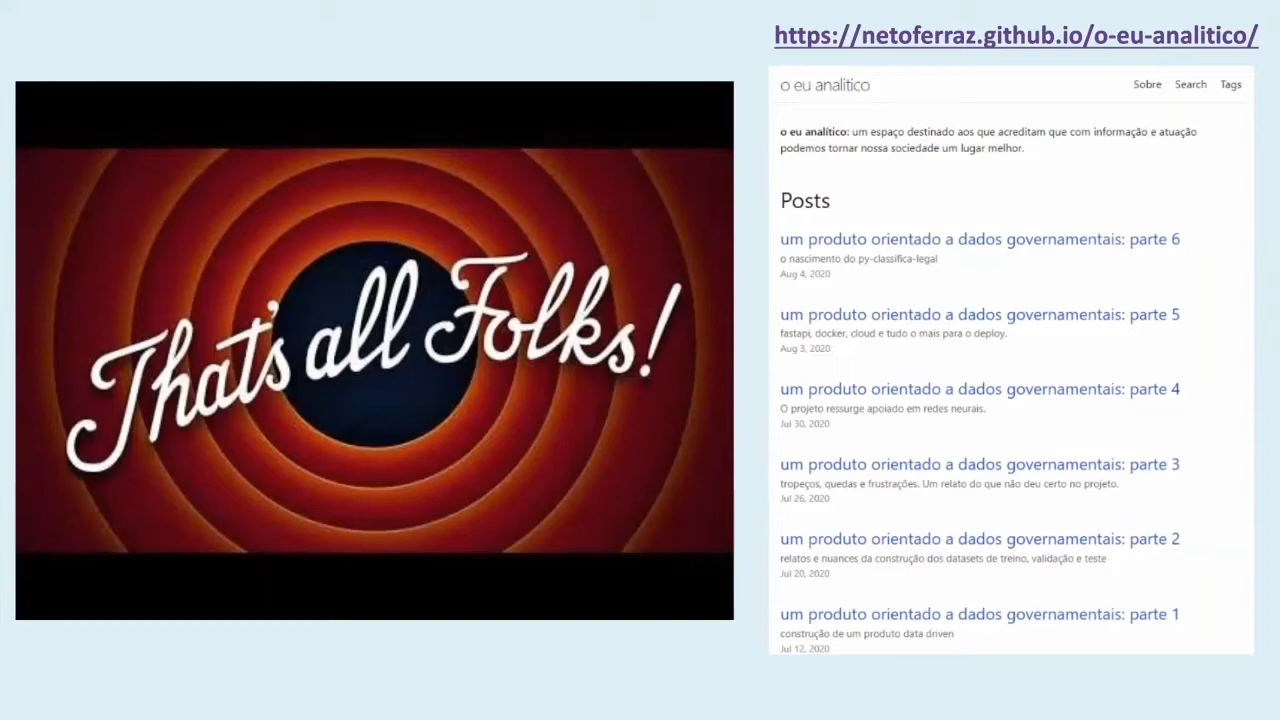 https://netoferraz.github.io/o-eu-analitico/
That's all Folks!
o eu analítico
Sobre Search Tags
o eu analítico: um espaço destinado aos que acreditam que com informação e atuação
podemos tornar nossa sociedade um lugar melhor.
Posts
um produto orientado a dados governamentais: parte 6
o nascimento do py-classifica-legal
Aug 4, 2020
um produto orientado a dados governamentais: parte 5
fastapi, docker, cloud e tudo o mais para o deploy.
Aug 3, 2020
um produto orientado a dados governamentais: parte 4
O projeto ressurge apoiado em redes neurais.
Jul 30, 2020
um produto orientado a dados governamentais: parte 3
tropeços, quedas e frustrações. Um relato do que não deu certo no projeto.
Jul 26, 2020
um produto orientado a dados governamentais: parte 2
relatos e nuances da construção dos datasets de treino, validação e teste
Jul 20, 2020
um produto orientado a dados governamentais: parte 1
construção de um produto data driven
Jul 12, 2020